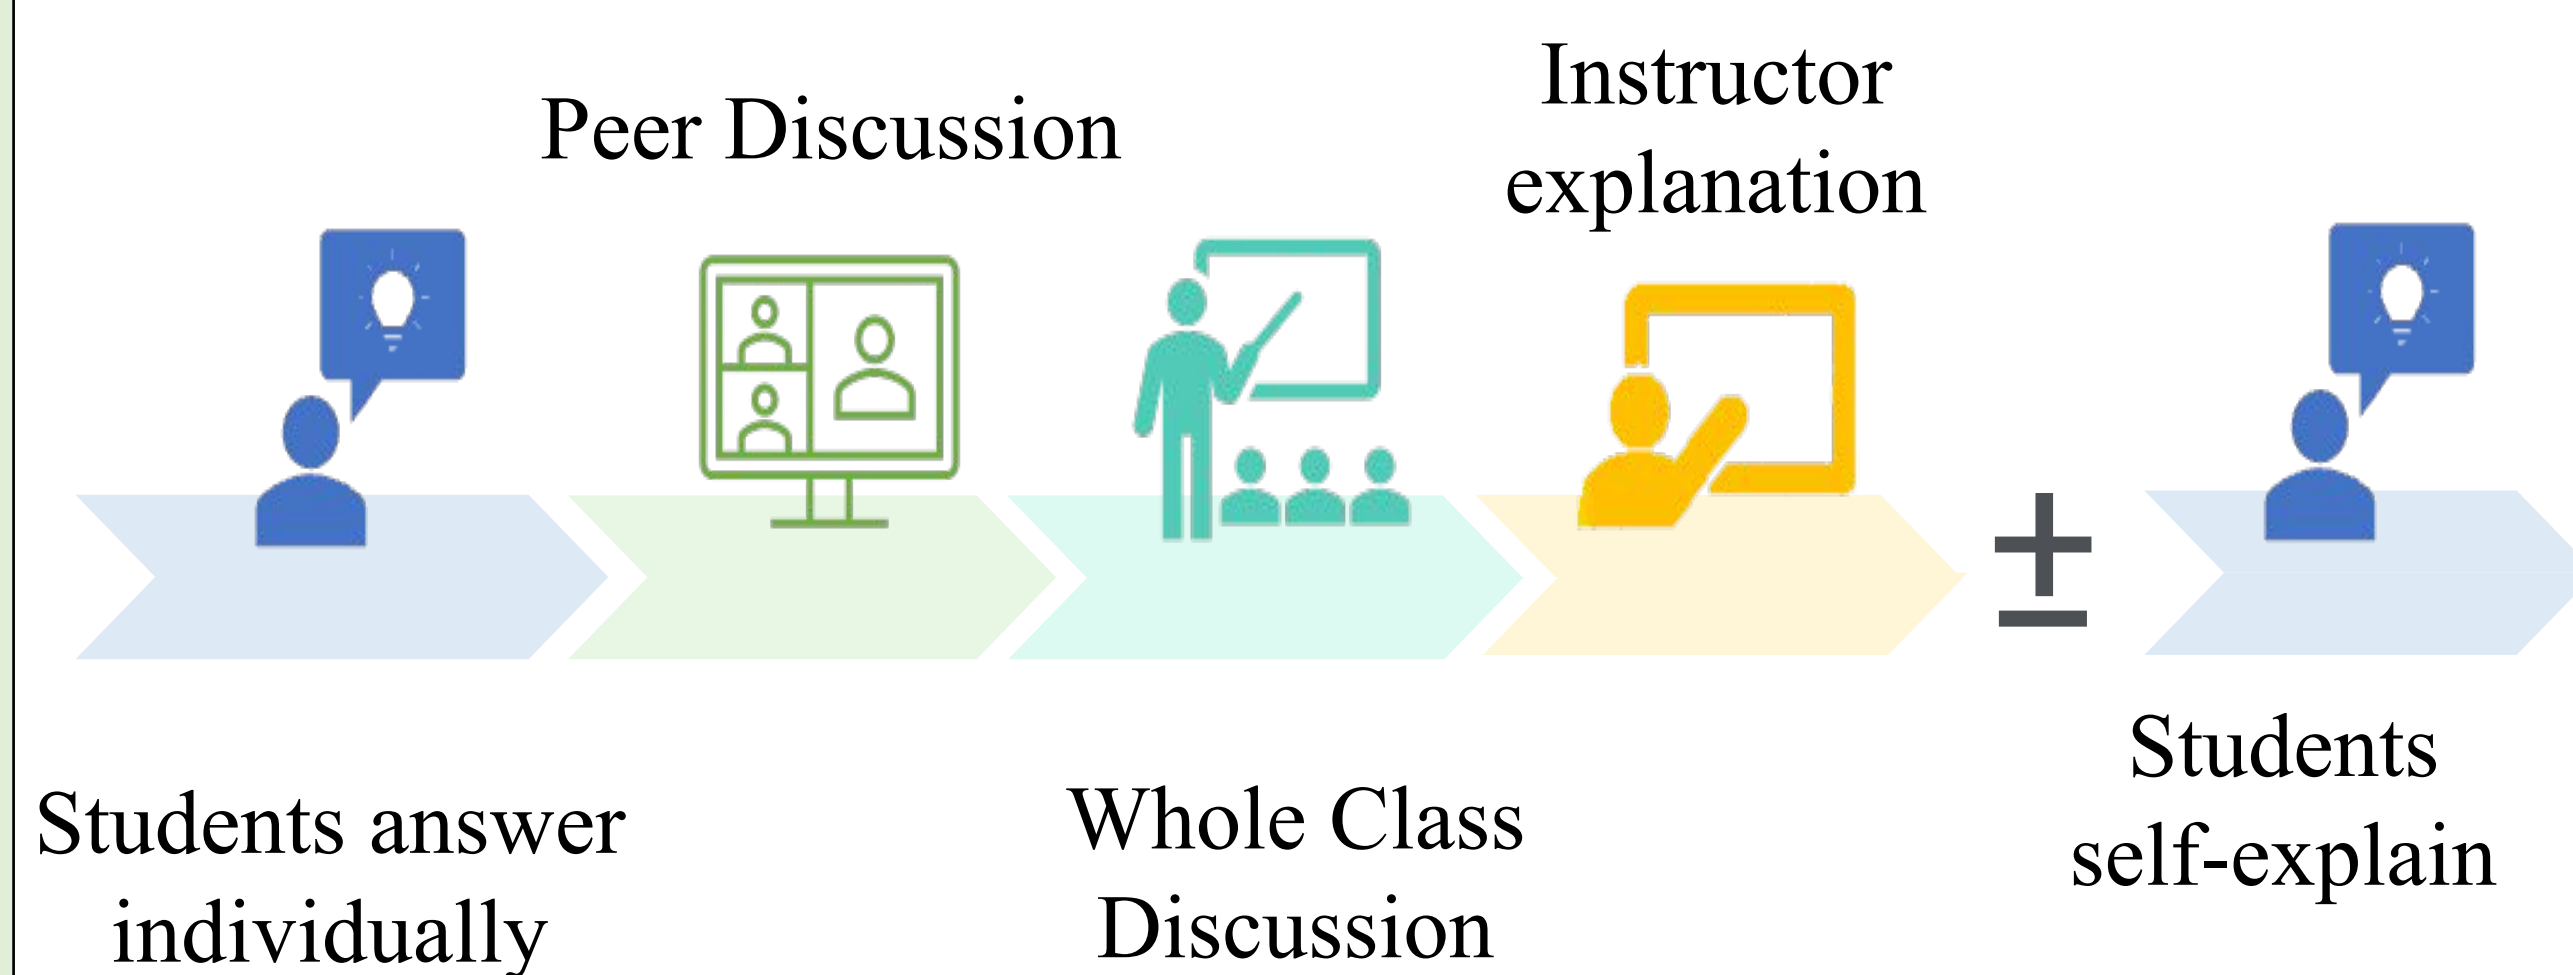 Students answer
individually
Peer Discussion
Whole Class
Discussion
Instructor
explanation
±
Students
self-explain